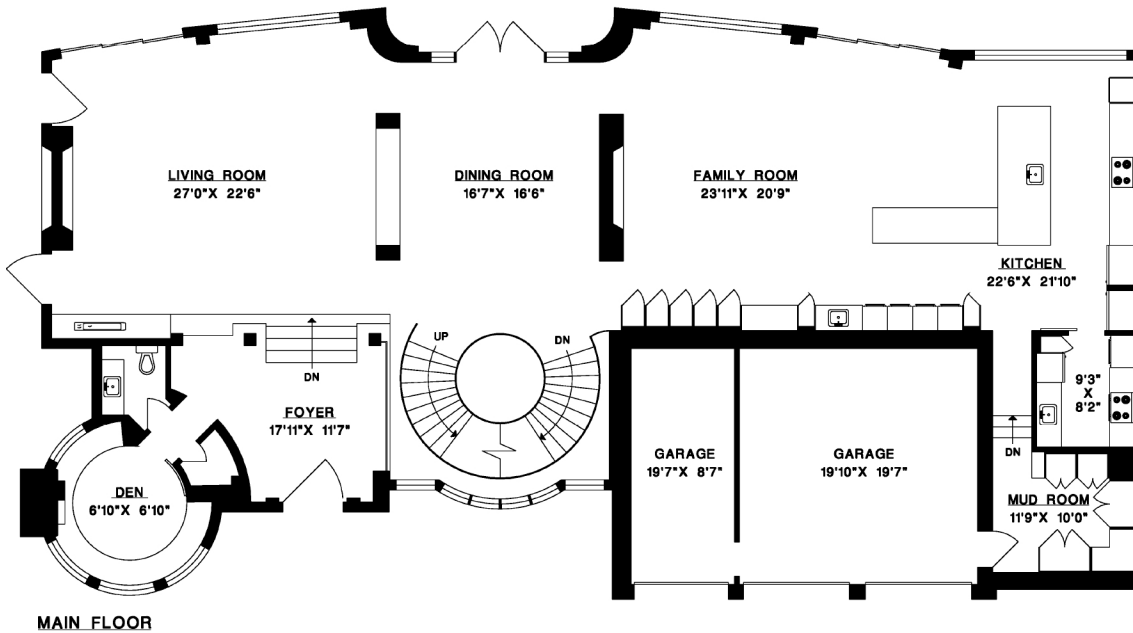 LIVING ROOM
27'0"X 22'6"
DINING ROOM
16'7"X 16'6"
FAMILY ROOM
23'11"X 20'9"
KITCHEN
22'6"X 21'10"
UP
DN
DN
FOYER
17'11"X 11'7"
9'3"
X
8'2"
GARAGE
19'7"X 8'7"
GARAGE
19'10"X 19'7"
DN
DEN
6'10"X 6'10"
MUD ROOM
11'9"X 10'0"
MAIN FLOOR